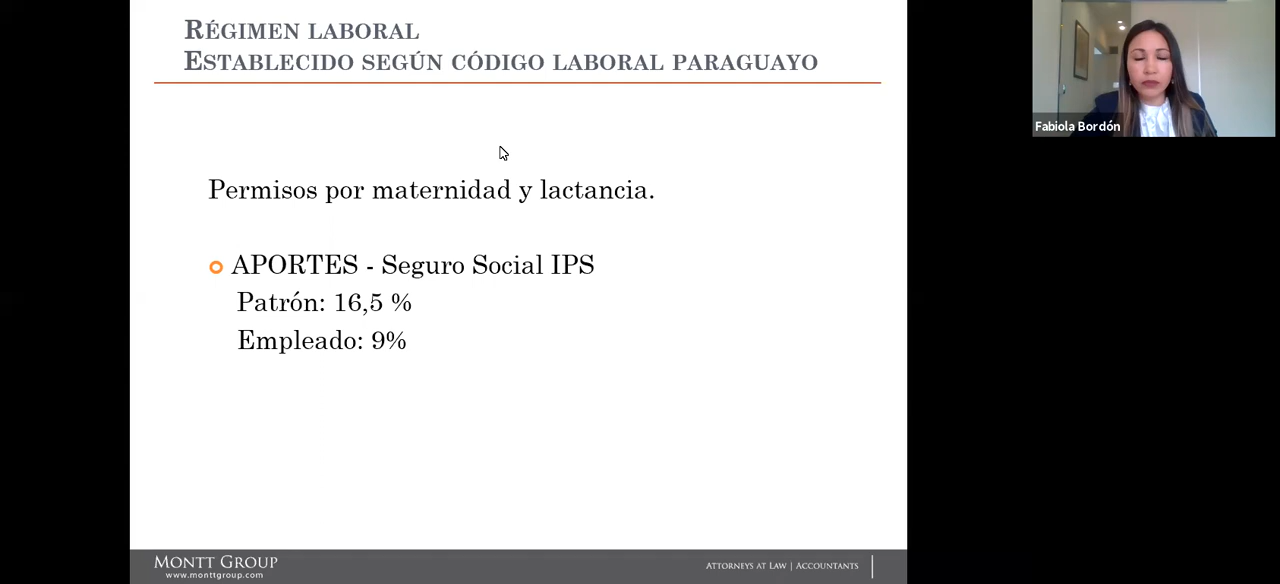 RÉGIMEN LABORAL
ESTABLECIDO SEGÚN CÓDIGO LABORAL PARAGUAYO
Fabiola Bordón
Permisos por maternidad y lactancia.
APORTES - Seguro Social IPS
Patrón: 16,5 %
Empleado: 9%
MONTT GROUP
www.monttgroup.com
ATTORNEYS AT LAW | ACCOUNTANTS